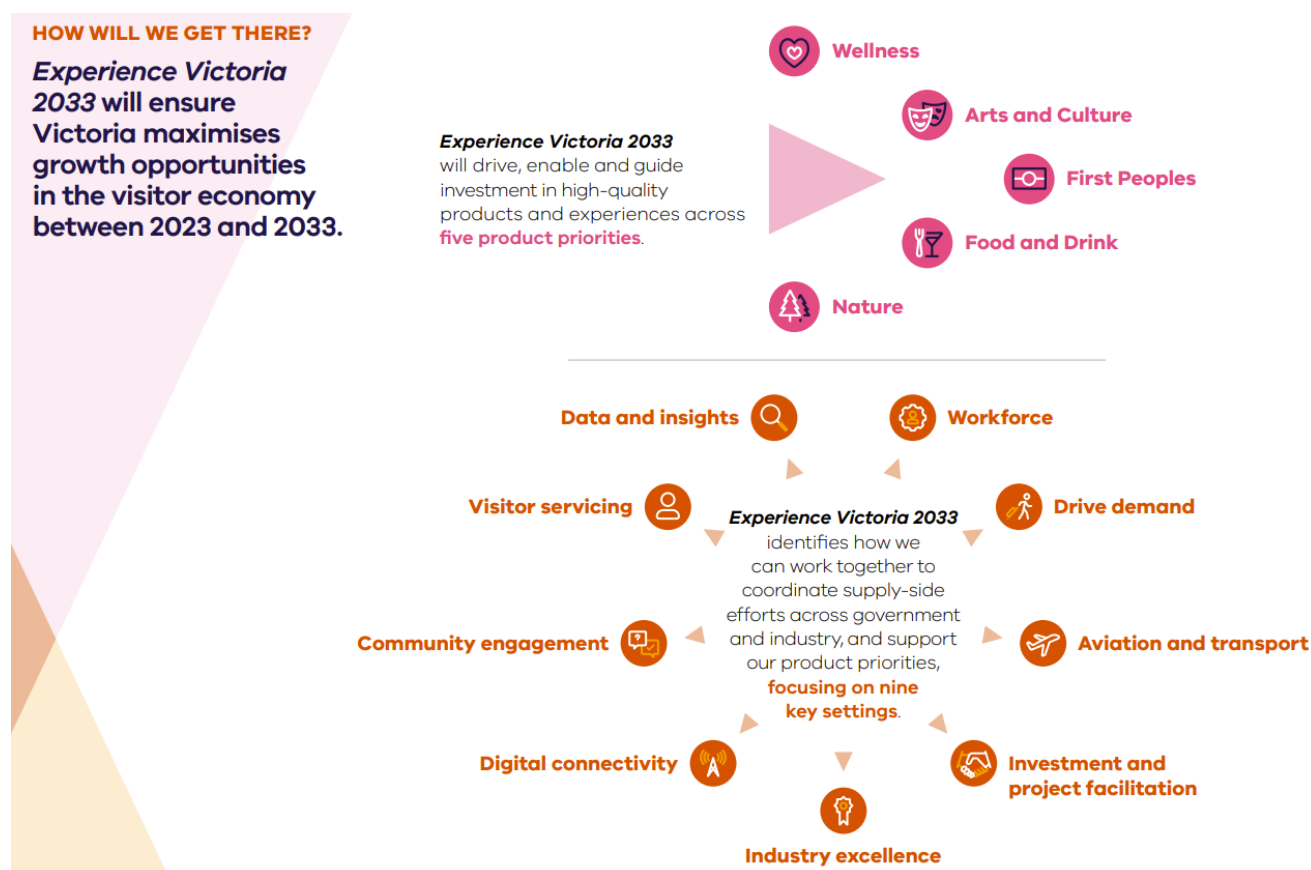 HOW WILL WE GET THERE?
Experience Victoria
2033 will ensure
Victoria maximises
growth opportunities
in the visitor economy
between 2023 and 2033.
Experience Victoria 2033
will drive, enable and guide
investment in high-quality
products and experiences across
five product priorities.
Wellness
Arts and Culture
First Peoples
Food and Drink
Nature
Data and insights
Workforce
Visitor servicing
Drive demand
Experience Victoria 2033
identifies how we
can work together to
coordinate supply-side
efforts across government
and industry, and support
our product priorities,
focusing on nine
key settings.
Community engagement
Aviation and transport
Digital connectivity
Investment and
project facilitation
Industry excellence